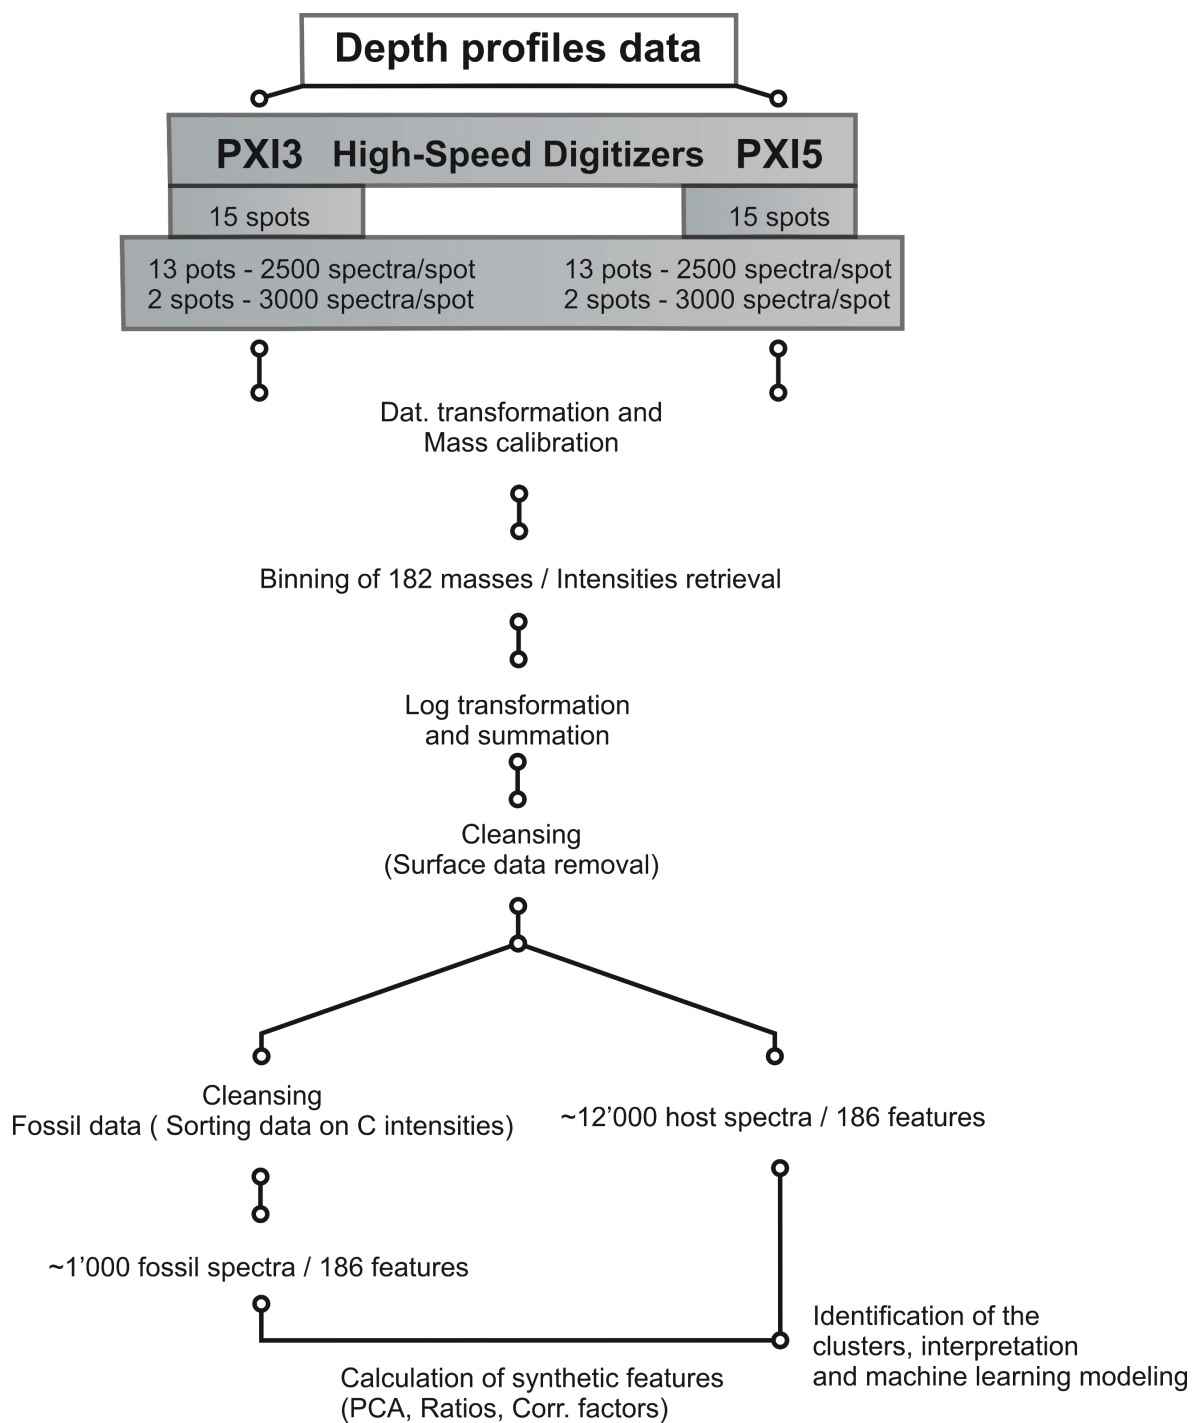 Depth profiles data
PXI3 High-Speed Digitizers PXI5
15 spots 15 spots
13 pots - 2500 spectra/spot 13 pots - 2500 spectra/spot
2 spots - 3000 spectra/spot 2 spots - 3000 spectra/spot
Dat. transformation and
Mass calibration
Binning of 182 masses / Intensities retrieval
Log transformation
and summation
Cleansing
(Surface data removal)
Cleansing
Fossil data ( Sorting data on C intensities)
~12’000 host spectra / 186 features
~1’000 fossil spectra / 186 features
Identification of the
clusters, interpretation
and machine learning modeling
Calculation of synthetic features
(PCA, Ratios, Corr. factors)